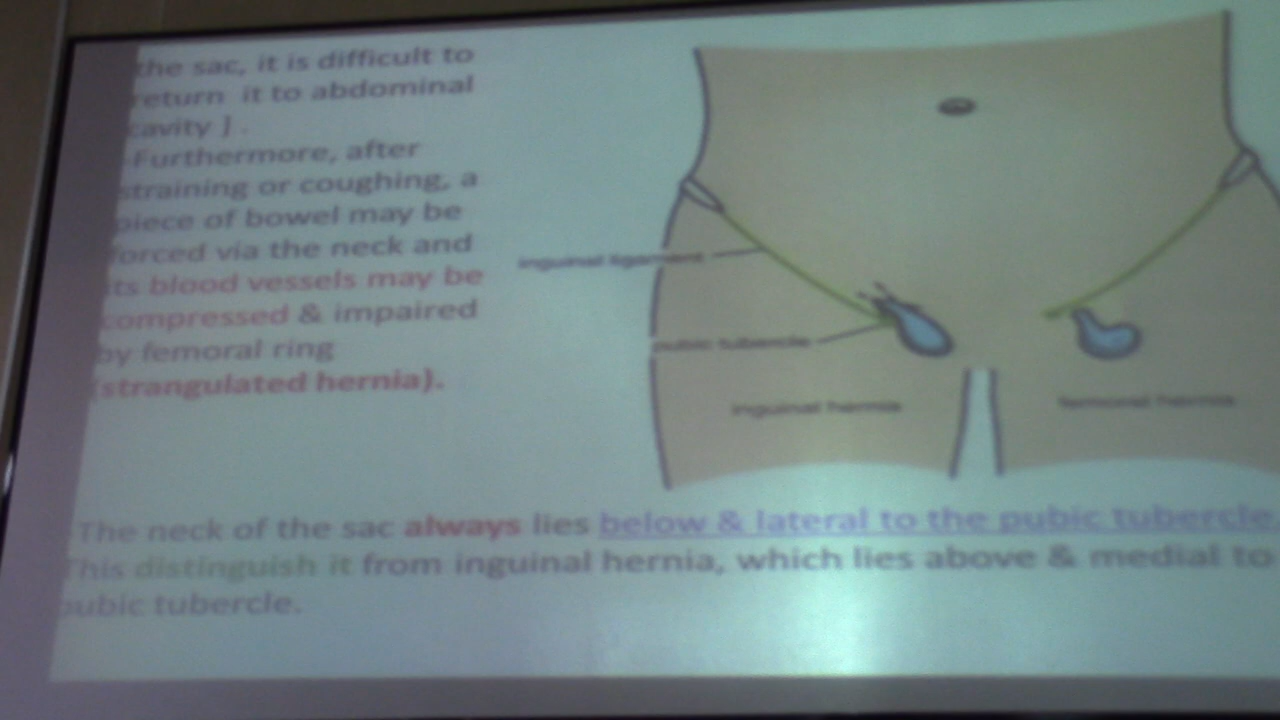 the sac, it is difficult to
return it to abdominal
cavity ] .
-Furthermore, after
straining or coughing, a
piece of bowel may be
forced via the neck and
its blood vessels may be
compressed & impaired
by femoral ring
(strangulated hernia).
inguinal ligament
pubic tubercle
inguinal hernia
femoral hernia
The neck of the sac always lies below & lateral to the pubic tubercle.
This distinguish it from inguinal hernia, which lies above & medial to
pubic tubercle.